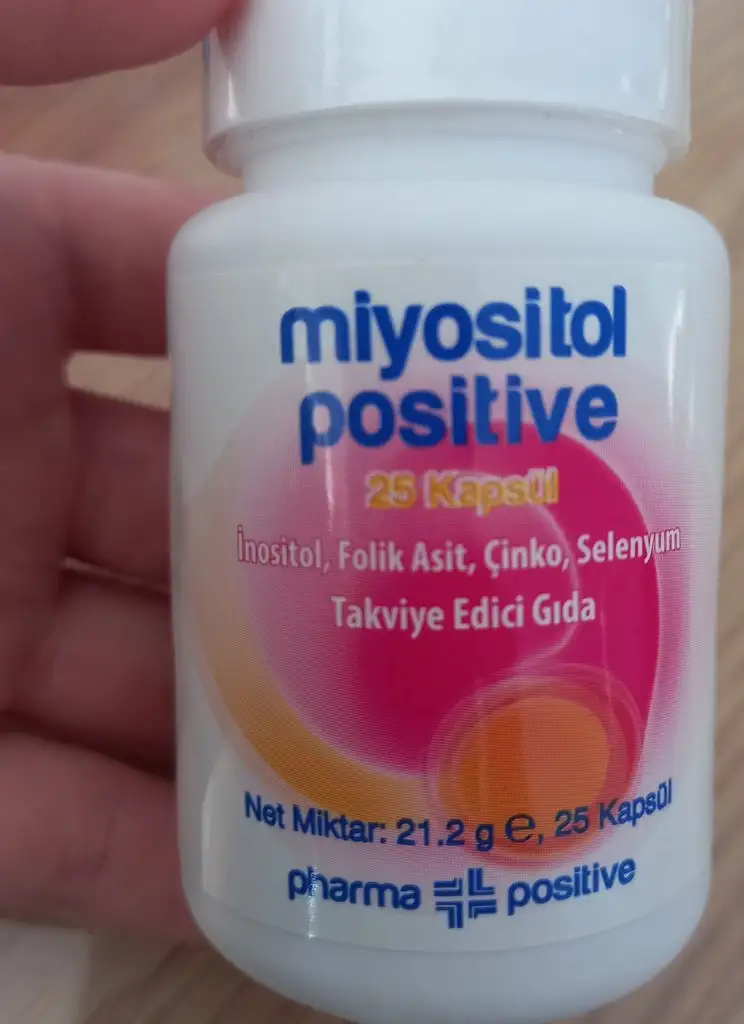 miyositol
positive
25 Kapsül
İnositol, Folik Asit, Çinko, Selenyum
Takviye Edici Gıda
Net Miktar: 21.2 g ℮, 25 Kapsül
pharma positive